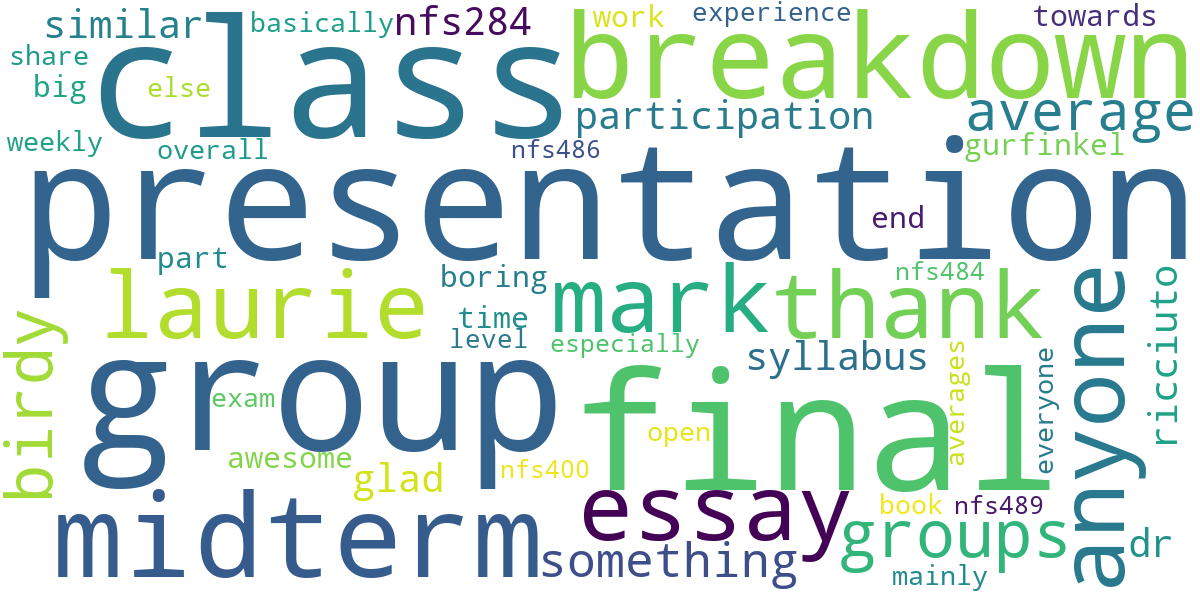 similar basically nfs284 work experience towards
share class breakdown
big else participation average
weekly overall nfs486 gurfinkel
presentation
end
part boring nfs484
laurie mark thank anyone ricciuto
time
level especially syllabus
birdy group final averages everyone
exam
open
awesome glad nfs400
midterm essay book nfs489
something groups dr
mainly